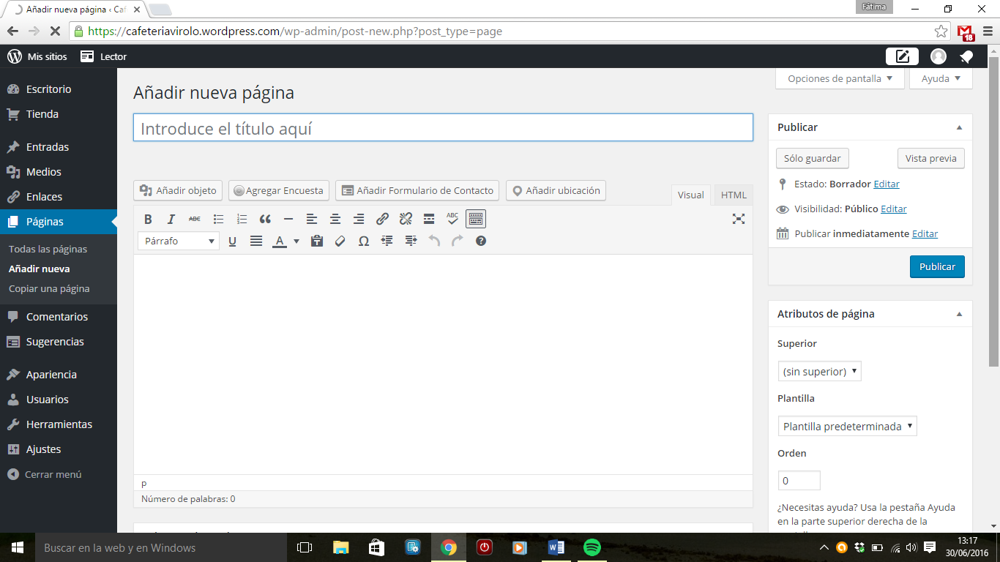 Añadir nueva página ‹ Caf
Fátima
https://cafeteriavirolo.wordpress.com/wp-admin/post-new.php?post_type=page
18
Mis sitios
Lector
Opciones de pantalla
Ayuda
Escritorio
Tienda
Entradas
Medios
Enlaces
Páginas
Todas las páginas
Añadir nueva
Copiar una página
Comentarios
Sugerencias
Apariencia
Usuarios
Herramientas
Ajustes
Cerrar menú
Añadir nueva página
Introduce el título aquí
Añadir objeto
Agregar Encuesta
Añadir Formulario de Contacto
Añadir ubicación
Visual
HTML
B I ABC ABC
Párrafo U A T Ω ?
p
Número de palabras: 0
Publicar
Sólo guardar
Vista previa
Estado: Borrador Editar
Visibilidad: Público Editar
Publicar inmediatamente Editar
Publicar
Atributos de página
Superior
(sin superior)
Plantilla
Plantilla predeterminada
Orden
0
¿Necesitas ayuda? Usa la pestaña Ayuda
en la parte superior derecha de la
Buscar en la web y en Windows
13:17
30/06/2016